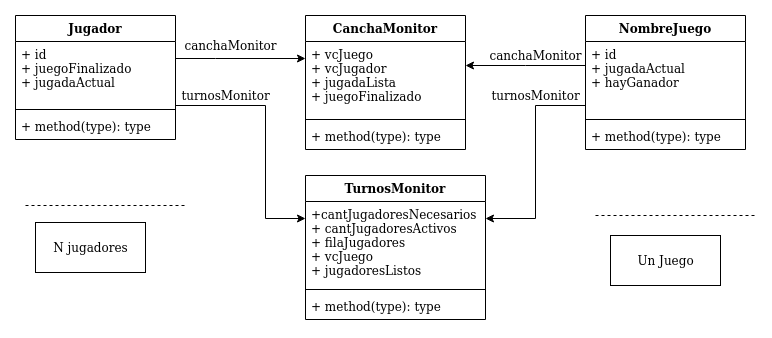 Jugador
+ id
+ juegoFinalizado
+ jugadaActual
+ method(type): type
canchaMonitor
turnosMonitor
CanchaMonitor
+ vcJuego
+ vcJugador
+ jugadaLista
+ juegoFinalizado
+ method(type): type
canchaMonitor
turnosMonitor
NombreJuego
+ id
+ jugadaActual
+ hayGanador
+ method(type): type
TurnosMonitor
+cantJugadoresNecesarios
+ cantJugadoresActivos
+ filaJugadores
+ vcJuego
+ jugadoresListos
+ method(type): type
N jugadores
Un Juego